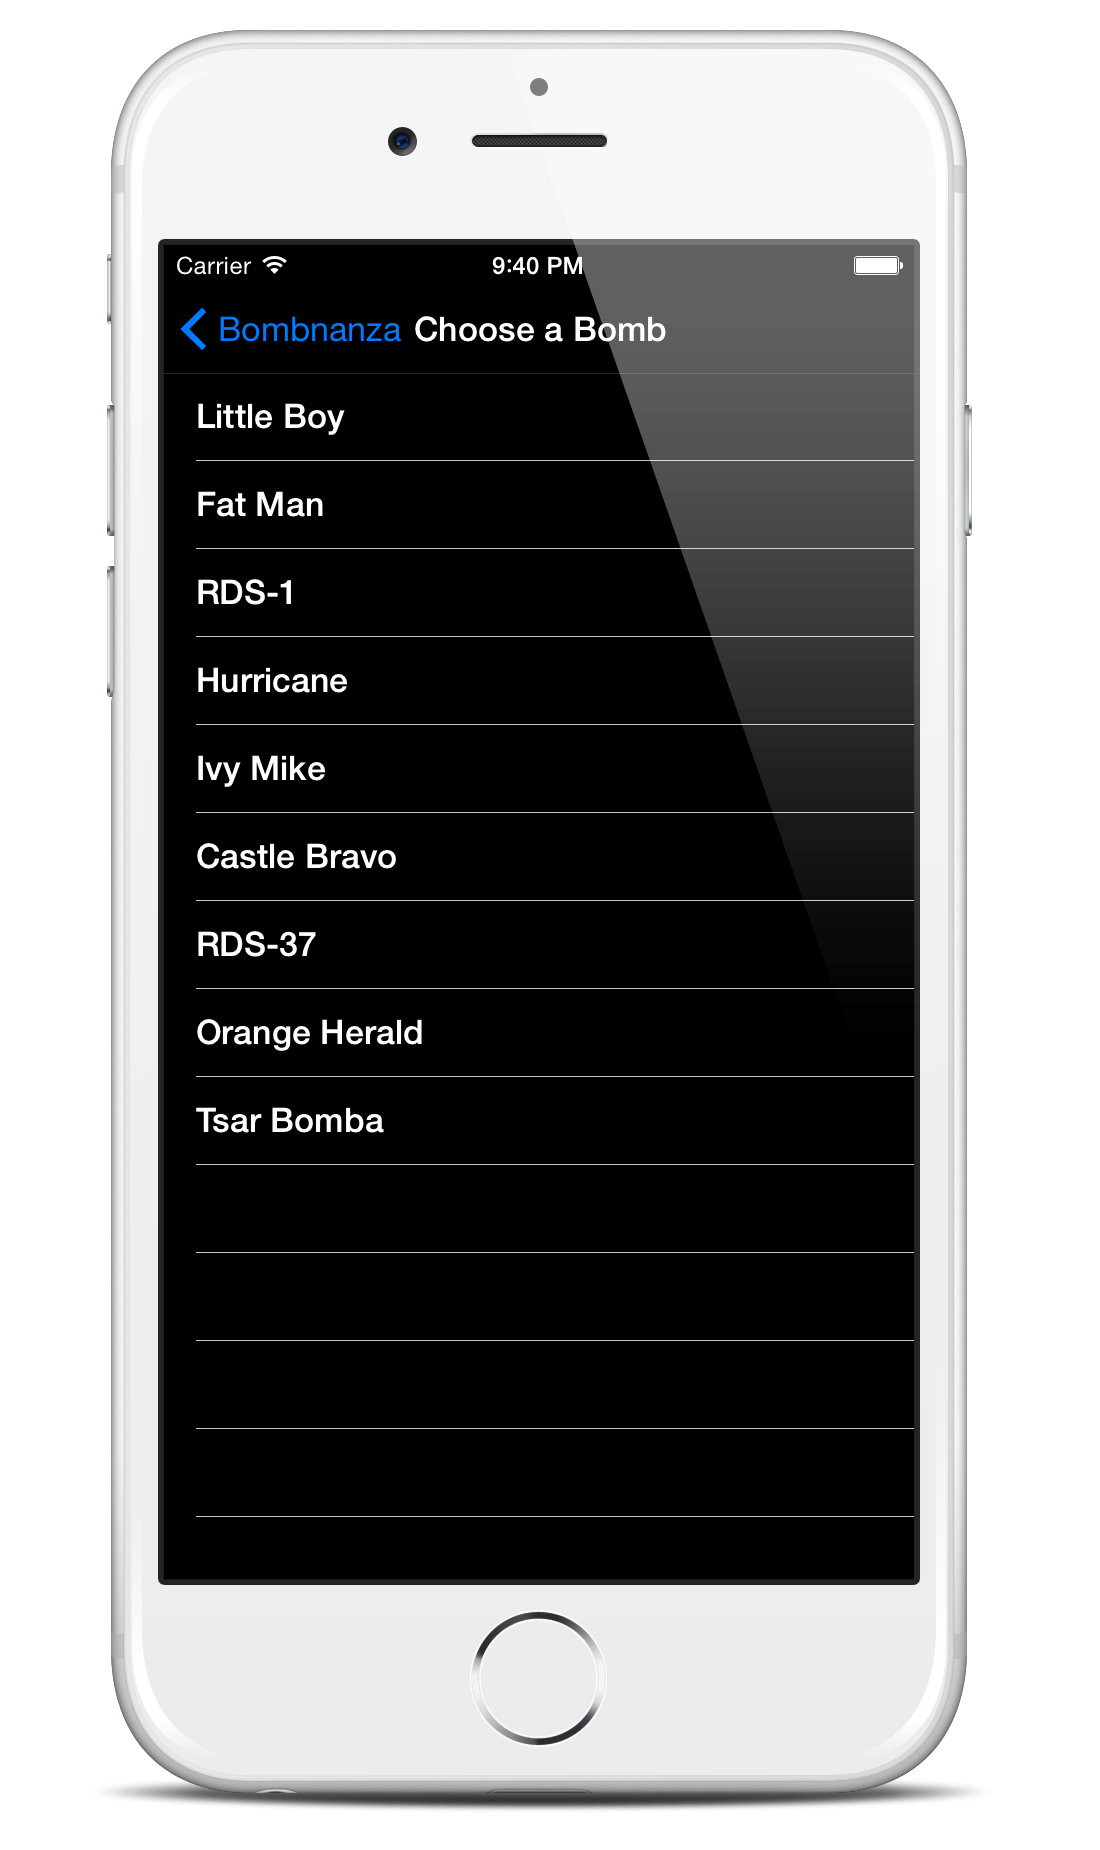 Carrier 9:40 PM
Bombnanza Choose a Bomb
Little Boy
Fat Man
RDS-1
Hurricane
Ivy Mike
Castle Bravo
RDS-37
Orange Herald
Tsar Bomba